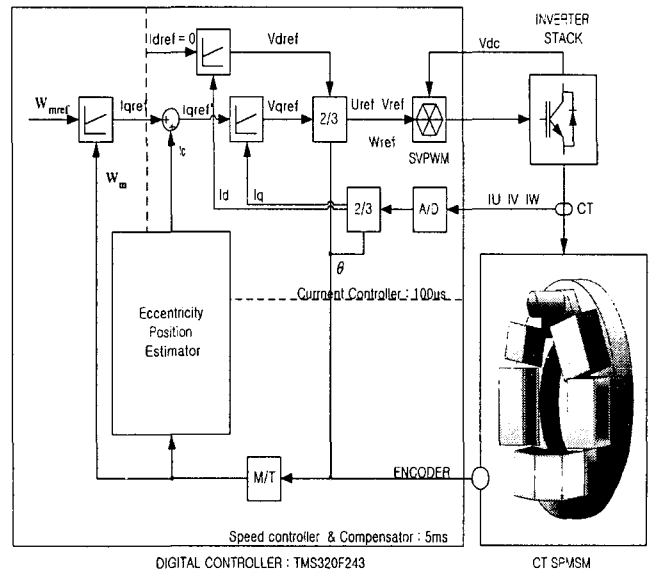 INVERTER
STACK
Idref = 0
Vdref
Vdc
Wmref
Iqref
Iqref'
Vqref
2/3
Uref Vref
Wref
SVPWM
Ic
Wm
Id
Iq
2/3
A/D
IU IV IW
CT
θ
Currnent Controller : 100us
Eccentricity
Position
Estimator
M/T
ENCODER
Speed controller & Compensator : 5ms
DIGITAL CONTROLLER : TMS320F243
CT SPMSM